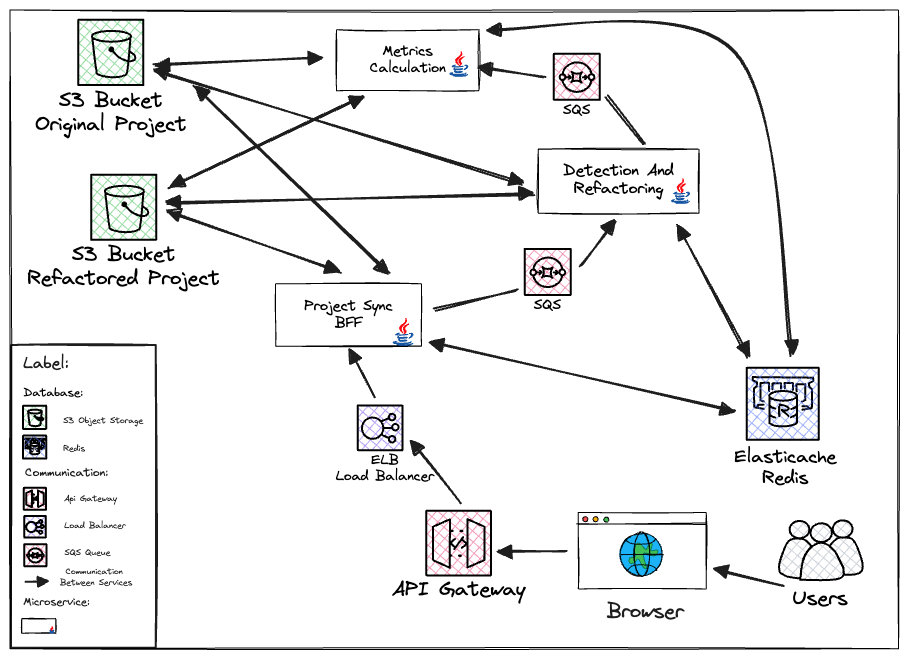 Metrics
Calculation
SQS
S3 Bucket
Original Project
Detection And
Refactoring
S3 Bucket
Refactored Project
SQS
Project Sync
BFF
Label:
Database:
S3 Object Storage
Redis
Communication:
Api Gateway
Load Balancer
SQS Queue
Communication
Between Services
Microservice:
ELB
Load Balancer
R
Elasticache
Redis
</>
API Gateway
Browser
Users